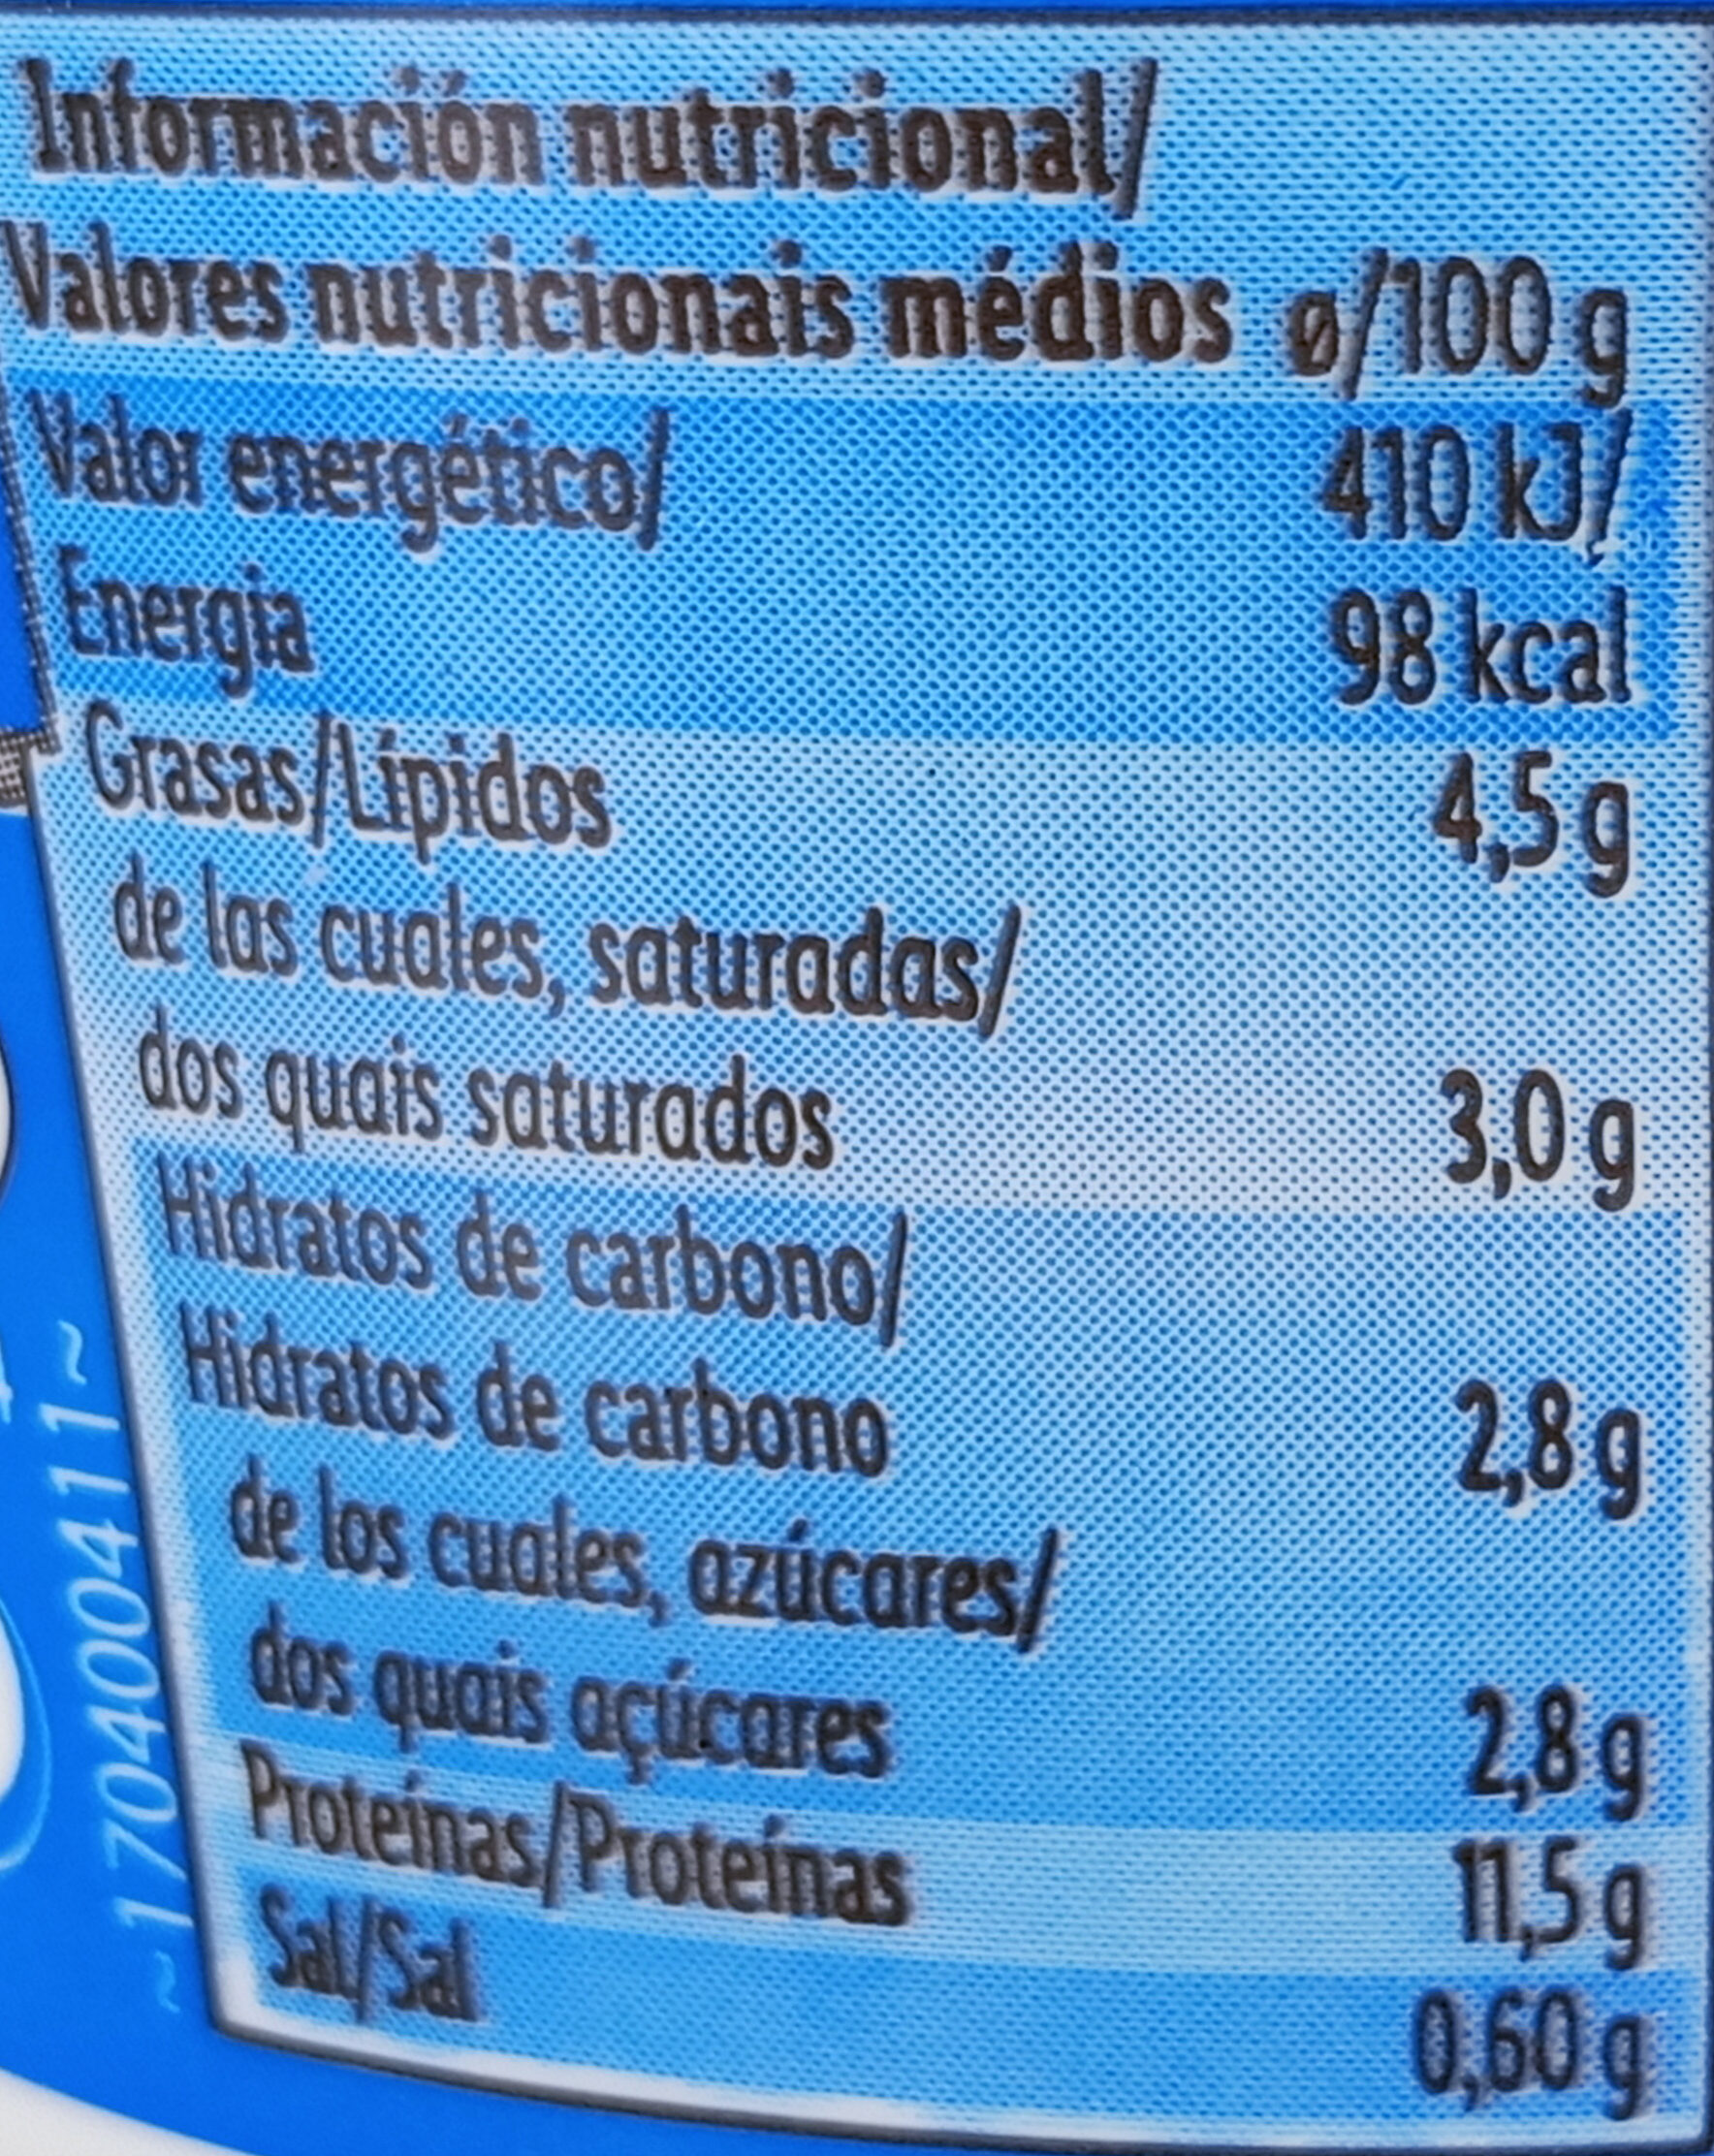 Información nutricional/
Valores nutricionais médios ø/100 g
Valor energético/ 410 kJ/
Energia 98 kcal
Grasas/Lípidos 4,5 g
de las cuales, saturadas/
dos quais saturados 3,0 g
Hidratos de carbono/
Hidratos de carbono 2,8 g
de los cuales, azúcares/
dos quais açúcares 2,8 g
Proteínas/Proteínas 11,5 g
Sal/Sal 0,60 g
~17040041 1~